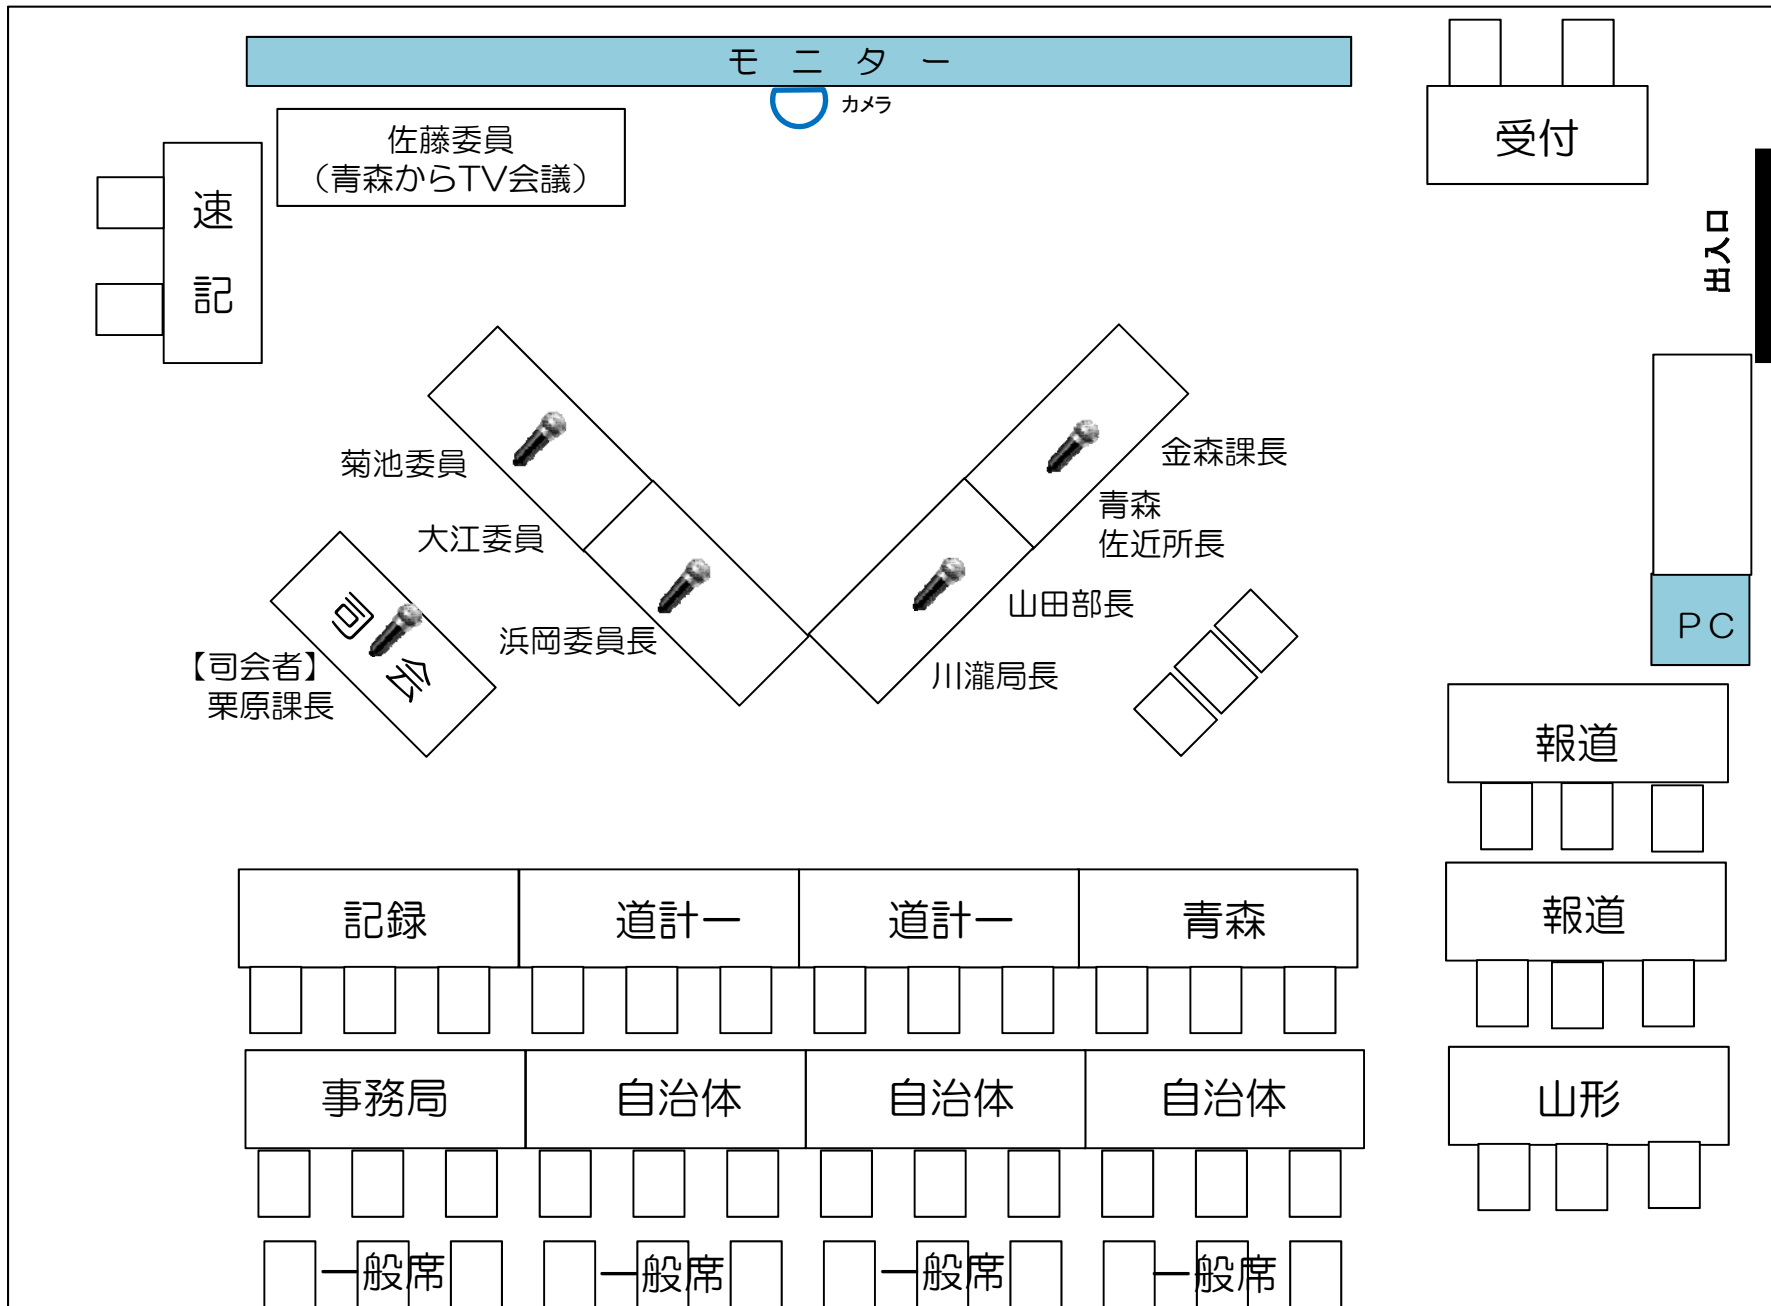 モニター
カメラ
佐藤委員
（青森からTV会議）
受付
速記
出入口
菊池委員
金森課長
大江委員
青森
佐近所長
司会
浜岡委員長
山田部長
【司会者】
栗原課長
川瀧局長
PC
報道
記録
道計一
道計一
青森
報道
事務局
自治体
自治体
自治体
山形
一般席
一般席
一般席
一般席